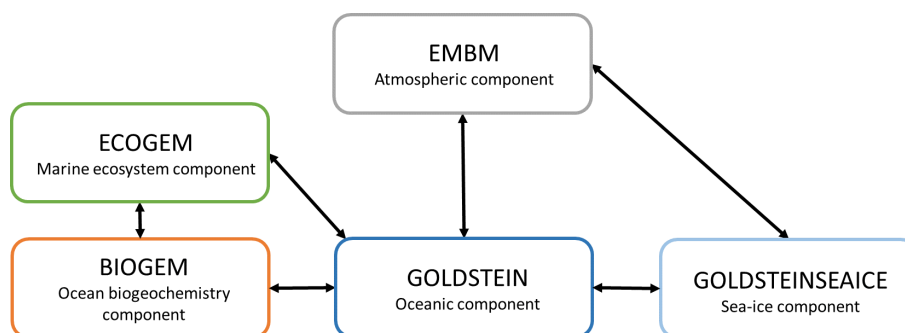 EMBM
Atmospheric component
ECOGEM
Marine ecosystem component
BIOGEM
Ocean biogeochemistry
component
GOLDSTEIN
Oceanic component
GOLDSTEINSEAICE
Sea-ice component